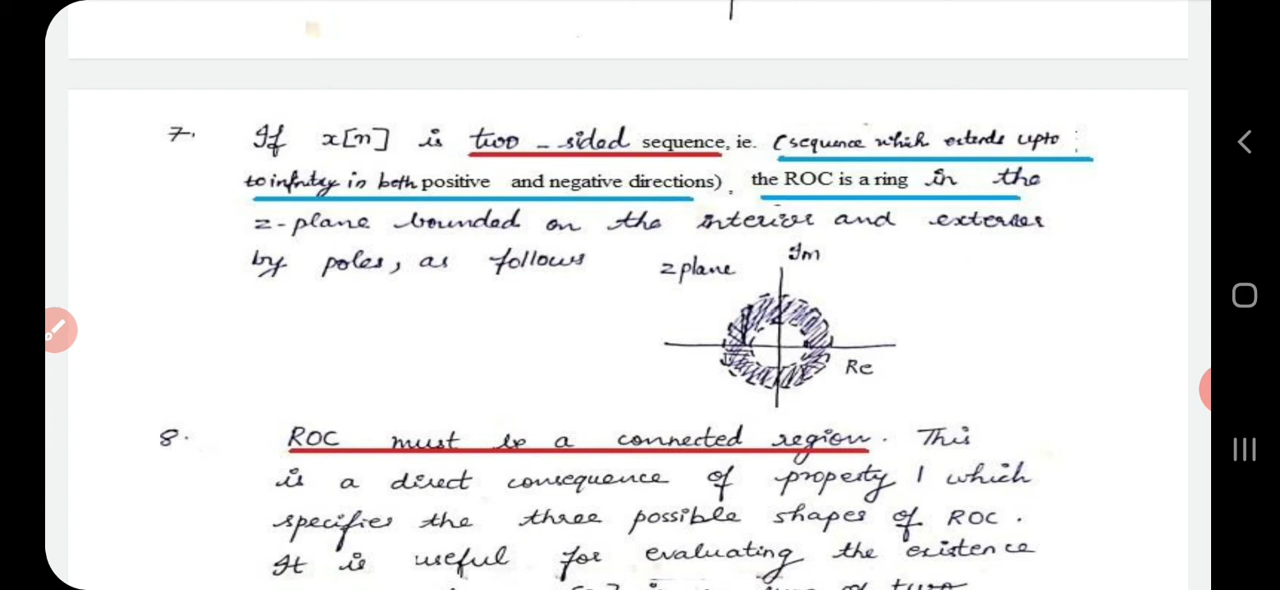 7. If x[n] is two-sided sequence, ie. (sequence which extends upto
to infinity in both positive and negative directions), the ROC is a ring in the
z-plane bounded on the interior and exterior
by poles, as follows
z plane
Im
Re
8. ROC must be a connected region. This
is a direct consequence of property 1 which
specifies the three possible shapes of ROC.
It is useful for evaluating the existence